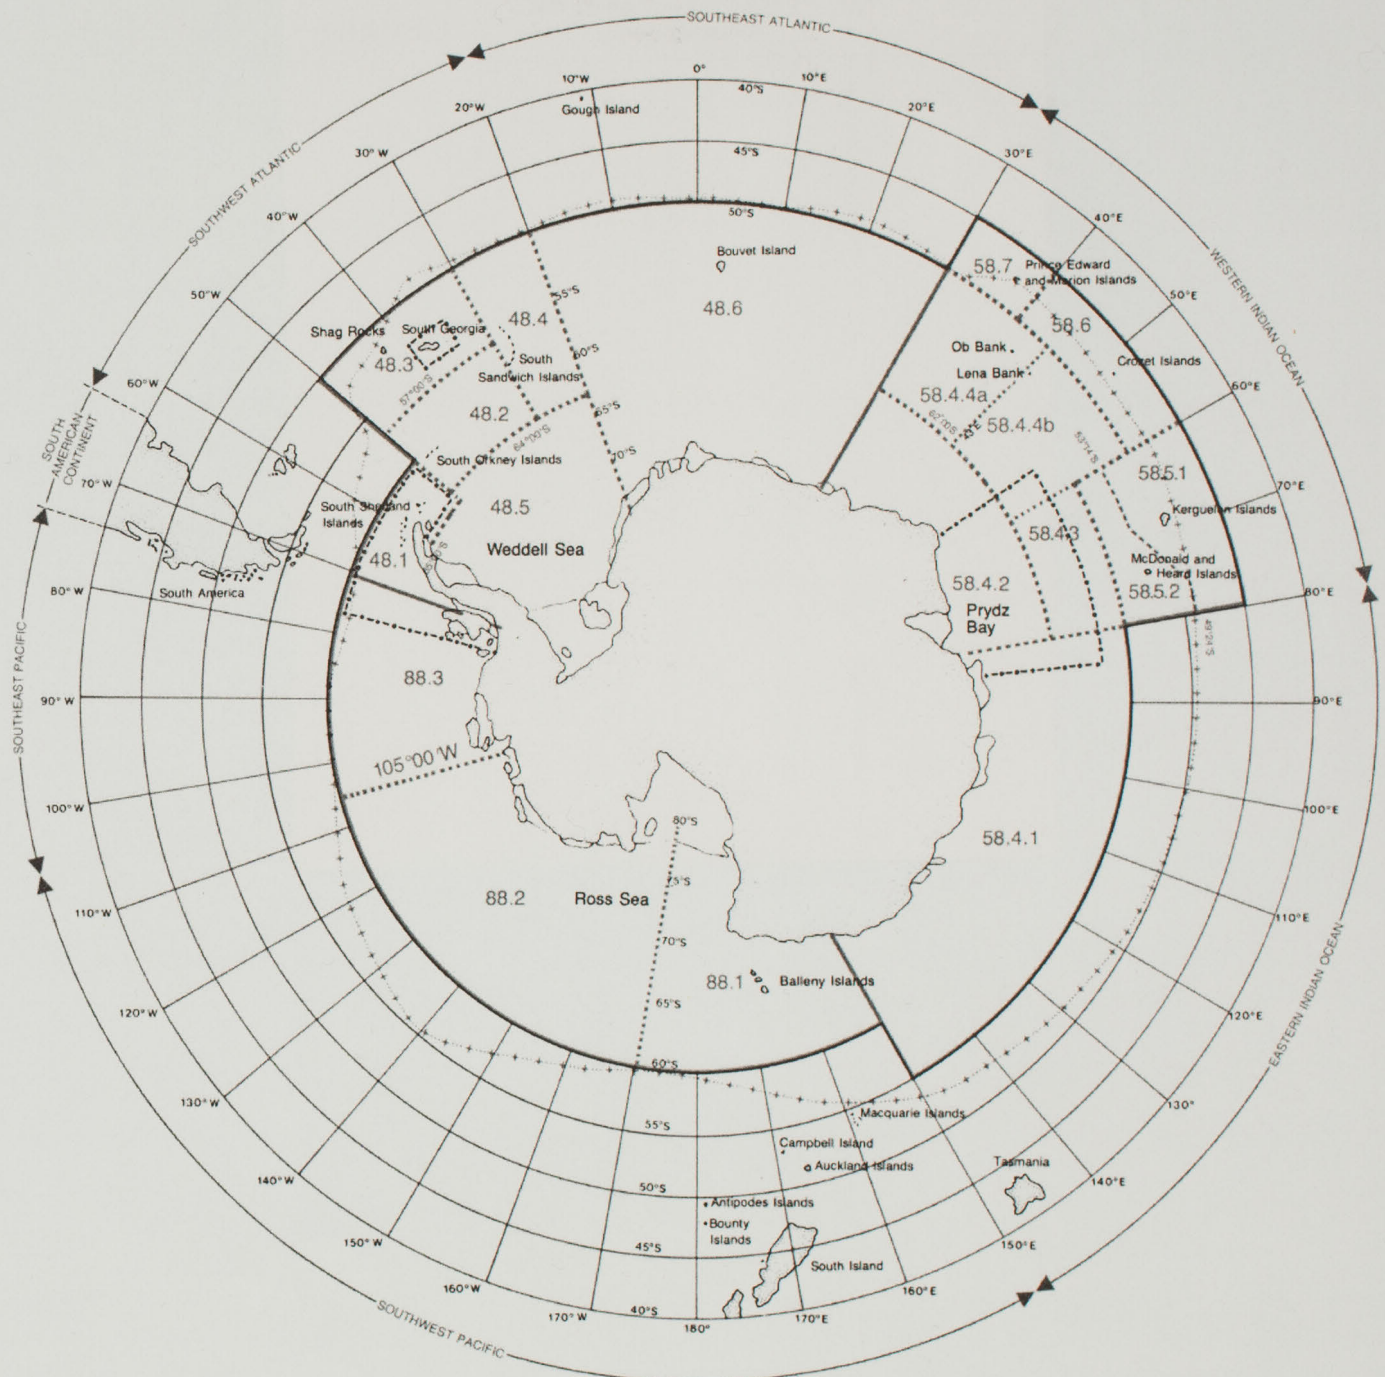 SOUTHEAST ATLANTIC
0°
10°W
10°E
40°S
Gough Island
20°W
20°E
45°S
30°W
30°E
SOUTHWEST ATLANTIC
50°S
40°W
40°E
WESTERN INDIAN OCEAN
Bouvet Island
58.7
Prince Edward
and Marion Islands
50°W
50°E
55°S
48.6
48.4
Shag Rocks
South Georgia
58.6
Ob Bank
60°S
48.3
South
Sandwich Islands
Crozet Islands
Lena Bank
60°W
60°E
57°00'S
58.4.4a
65°S
48.2
62°00'S
58.4.4b
64°00'S
53°14'S
SOUTH
AMERICAN
CONTINENT
70°S
South Orkney Islands
58.5.1
70°W
70°E
48.5
South Shetland
Islands
Kerguelen Islands
58.4.3
Weddell Sea
48.1
McDonald and
Heard Islands
58.4.2
58.5.2
80°W
South America
80°E
Prydz
Bay
49°24'S
SOUTHEAST PACIFIC
88.3
90°W
90°E
105°00'W
100°W
100°E
80°S
58.4.1
75°S
88.2
Ross Sea
110°W
110°E
70°S
88.1
Balleny Islands
65°S
120°W
120°E
EASTERN INDIAN OCEAN
60°S
130°W
130°
Macquarie Islands
55°S
Campbell Island
Auckland Islands
Tasmania
140°W
140°E
50°S
Antipodes Islands
Bounty
Islands
150°W
150°E
45°S
South Island
160°W
160°E
40°S
170°W
170°E
180°
SOUTHWEST PACIFIC